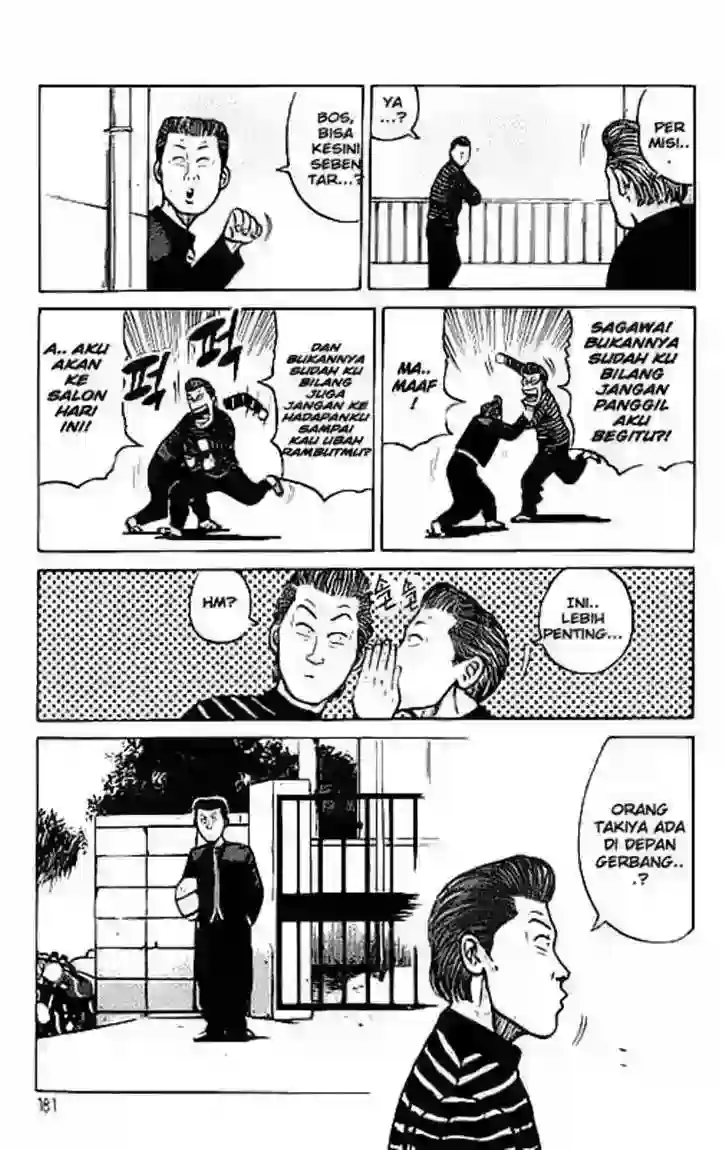 PER
MISI..
YA
...?
BOS,
BISA
KESINI
SEBEN
TAR...?
SAGAWA!
BUKANNYA
SUDAH KU
BILANG
JANGAN
PANGGIL
AKU
BEGITU?!
MA..
MAAF
!
DAN
BUKANNYA
SUDAH KU
BILANG
JUGA
JANGAN KE
HADAPANKU
SAMPAI
KAU UBAH
RAMBUTMU?
퍽
퍽
A.. AKU
AKAN
KE
SALON
HARI
INI!
INI..
LEBIH
PENTING...
HM?
ORANG
TAKIYA ADA
DI DEPAN
GERBANG..
.?
181